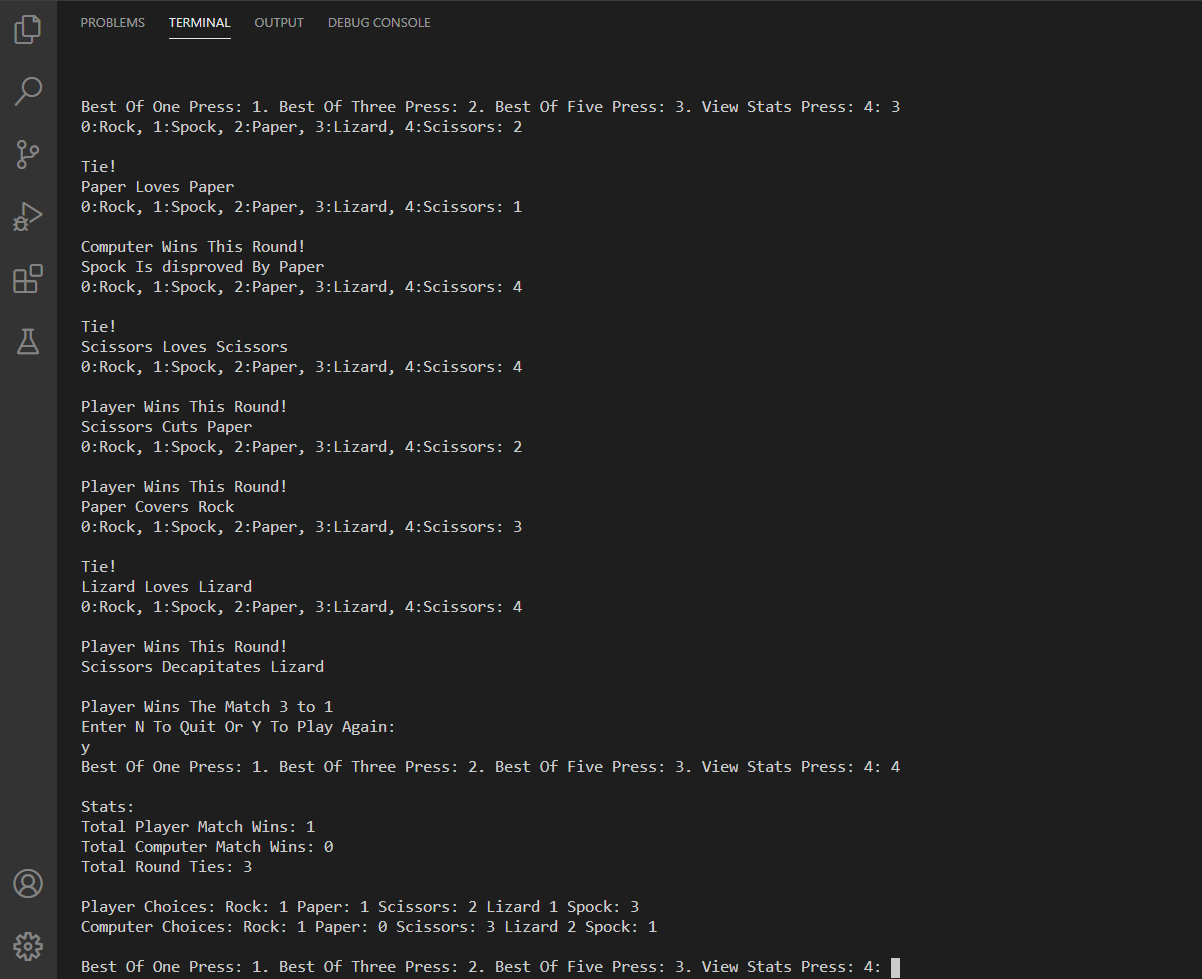 PROBLEMS TERMINAL OUTPUT DEBUG CONSOLE
Best Of One Press: 1. Best Of Three Press: 2. Best Of Five Press: 3. View Stats Press: 4: 3
0:Rock, 1:Spock, 2:Paper, 3:Lizard, 4:Scissors: 2
Tie!
Paper Loves Paper
0:Rock, 1:Spock, 2:Paper, 3:Lizard, 4:Scissors: 1
Computer Wins This Round!
Spock Is disproved By Paper
0:Rock, 1:Spock, 2:Paper, 3:Lizard, 4:Scissors: 4
Tie!
Scissors Loves Scissors
0:Rock, 1:Spock, 2:Paper, 3:Lizard, 4:Scissors: 4
Player Wins This Round!
Scissors Cuts Paper
0:Rock, 1:Spock, 2:Paper, 3:Lizard, 4:Scissors: 2
Player Wins This Round!
Paper Covers Rock
0:Rock, 1:Spock, 2:Paper, 3:Lizard, 4:Scissors: 3
Tie!
Lizard Loves Lizard
0:Rock, 1:Spock, 2:Paper, 3:Lizard, 4:Scissors: 4
Player Wins This Round!
Scissors Decapitates Lizard
Player Wins The Match 3 to 1
Enter N To Quit Or Y To Play Again:
y
Best Of One Press: 1. Best Of Three Press: 2. Best Of Five Press: 3. View Stats Press: 4: 4
Stats:
Total Player Match Wins: 1
Total Computer Match Wins: 0
Total Round Ties: 3
Player Choices: Rock: 1 Paper: 1 Scissors: 2 Lizard 1 Spock: 3
Computer Choices: Rock: 1 Paper: 0 Scissors: 3 Lizard 2 Spock: 1
Best Of One Press: 1. Best Of Three Press: 2. Best Of Five Press: 3. View Stats Press: 4: